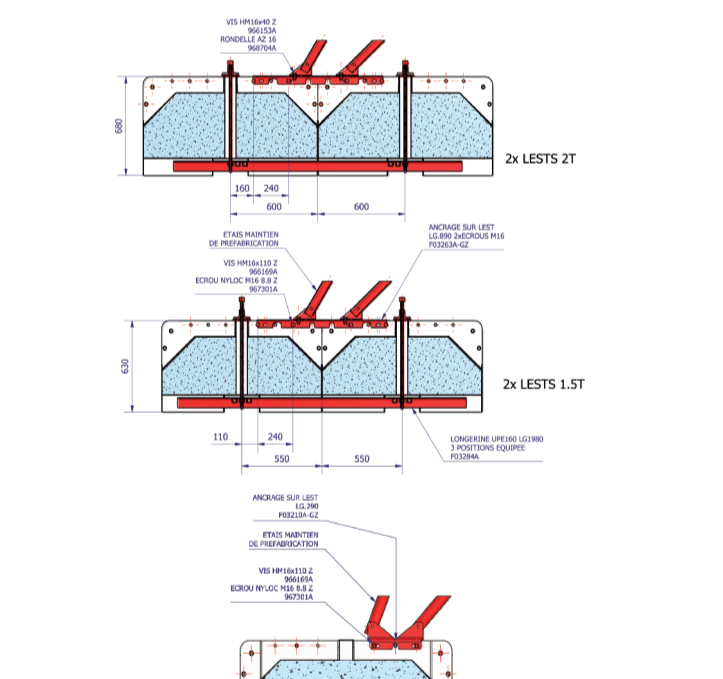 VIS HM16x40 Z
966153A
RONDELLE AZ 16
968704A
680
2x LESTS 2T
160
240
600
600
ANCRAGE SUR LEST
LG.890 2xECROUS M16
F03263A-GZ
ETAIS MAINTIEN
DE PREFABRICATION
VIS HM16x110 Z
966169A
ECROU NYLOC M16 8.8 Z
967301A
630
2x LESTS 1.5T
110
240
550
550
LONGERINE UPE160 LG1980
3 POSITIONS EQUIPEE
F03284A
ANCRAGE SUR LEST
LG.290
F03210A-GZ
ETAIS MAINTIEN
DE PREFABRICATION
VIS HM16x110 Z
966169A
ECROU NYLOC M16 8.8 Z
967301A